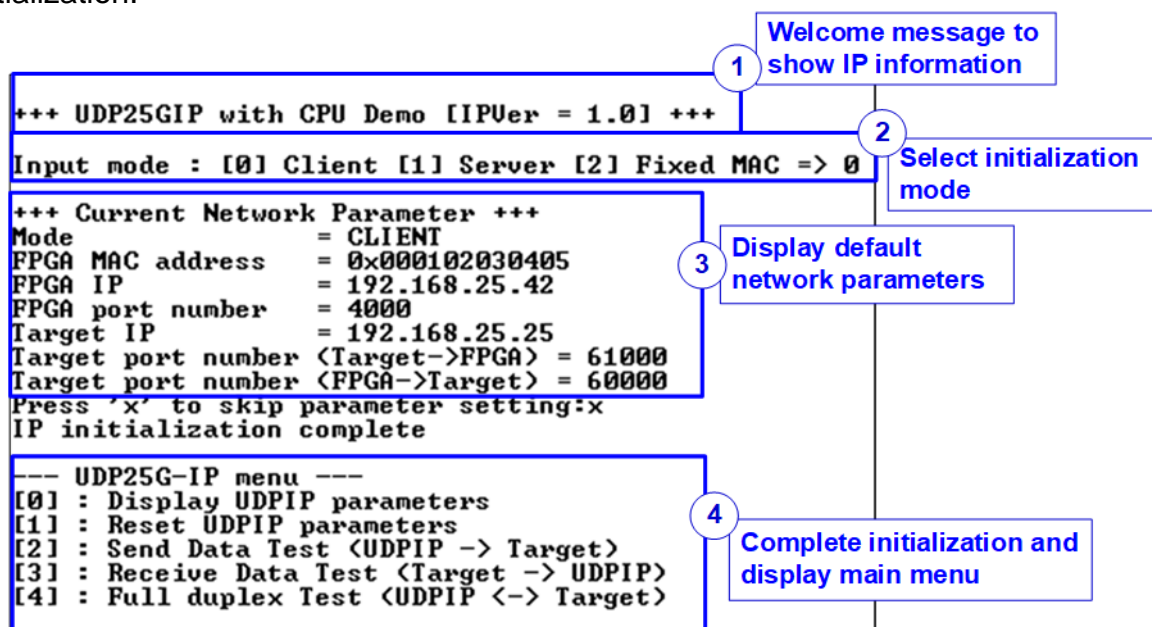 tialization.
1
Welcome message to
show IP information
+++ UDP25GIP with CPU Demo [IPVer = 1.0] +++
2
Select initialization
mode
Input mode : [0] Client [1] Server [2] Fixed MAC => 0
+++ Current Network Parameter +++
Mode = CLIENT
FPGA MAC address = 0x000102030405
FPGA IP = 192.168.25.42
FPGA port number = 4000
Target IP = 192.168.25.25
Target port number (Target->FPGA) = 61000
Target port number (FPGA->Target) = 60000
3
Display default
network parameters
Press 'x' to skip parameter setting:x
IP initialization complete
--- UDP25G-IP menu ---
[0] : Display UDPIP parameters
[1] : Reset UDPIP parameters
[2] : Send Data Test (UDPIP -> Target)
[3] : Receive Data Test (Target -> UDPIP)
[4] : Full duplex Test (UDPIP <-> Target)
4
Complete initialization and
display main menu